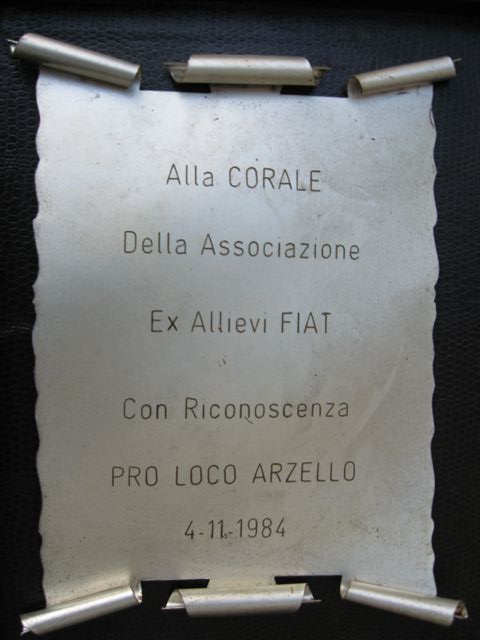 Alla CORALE
Della Associazione
Ex Allievi FIAT
Con Riconoscenza
PRO LOCO ARZELLO
4-11-1984